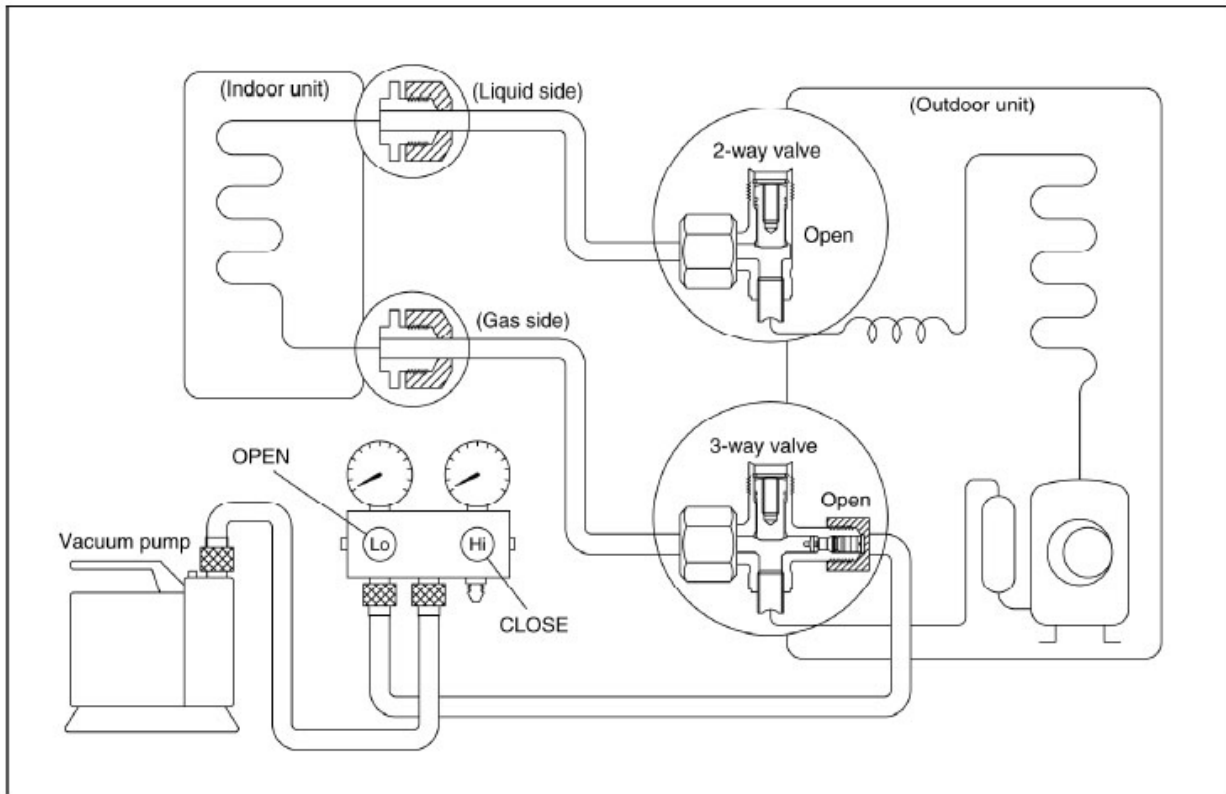 (Indoor unit)
(Liquid side)
(Outdoor unit)
2-way valve
Open
(Gas side)
3-way valve
Open
OPEN
Lo
Hi
Vacuum pump
CLOSE